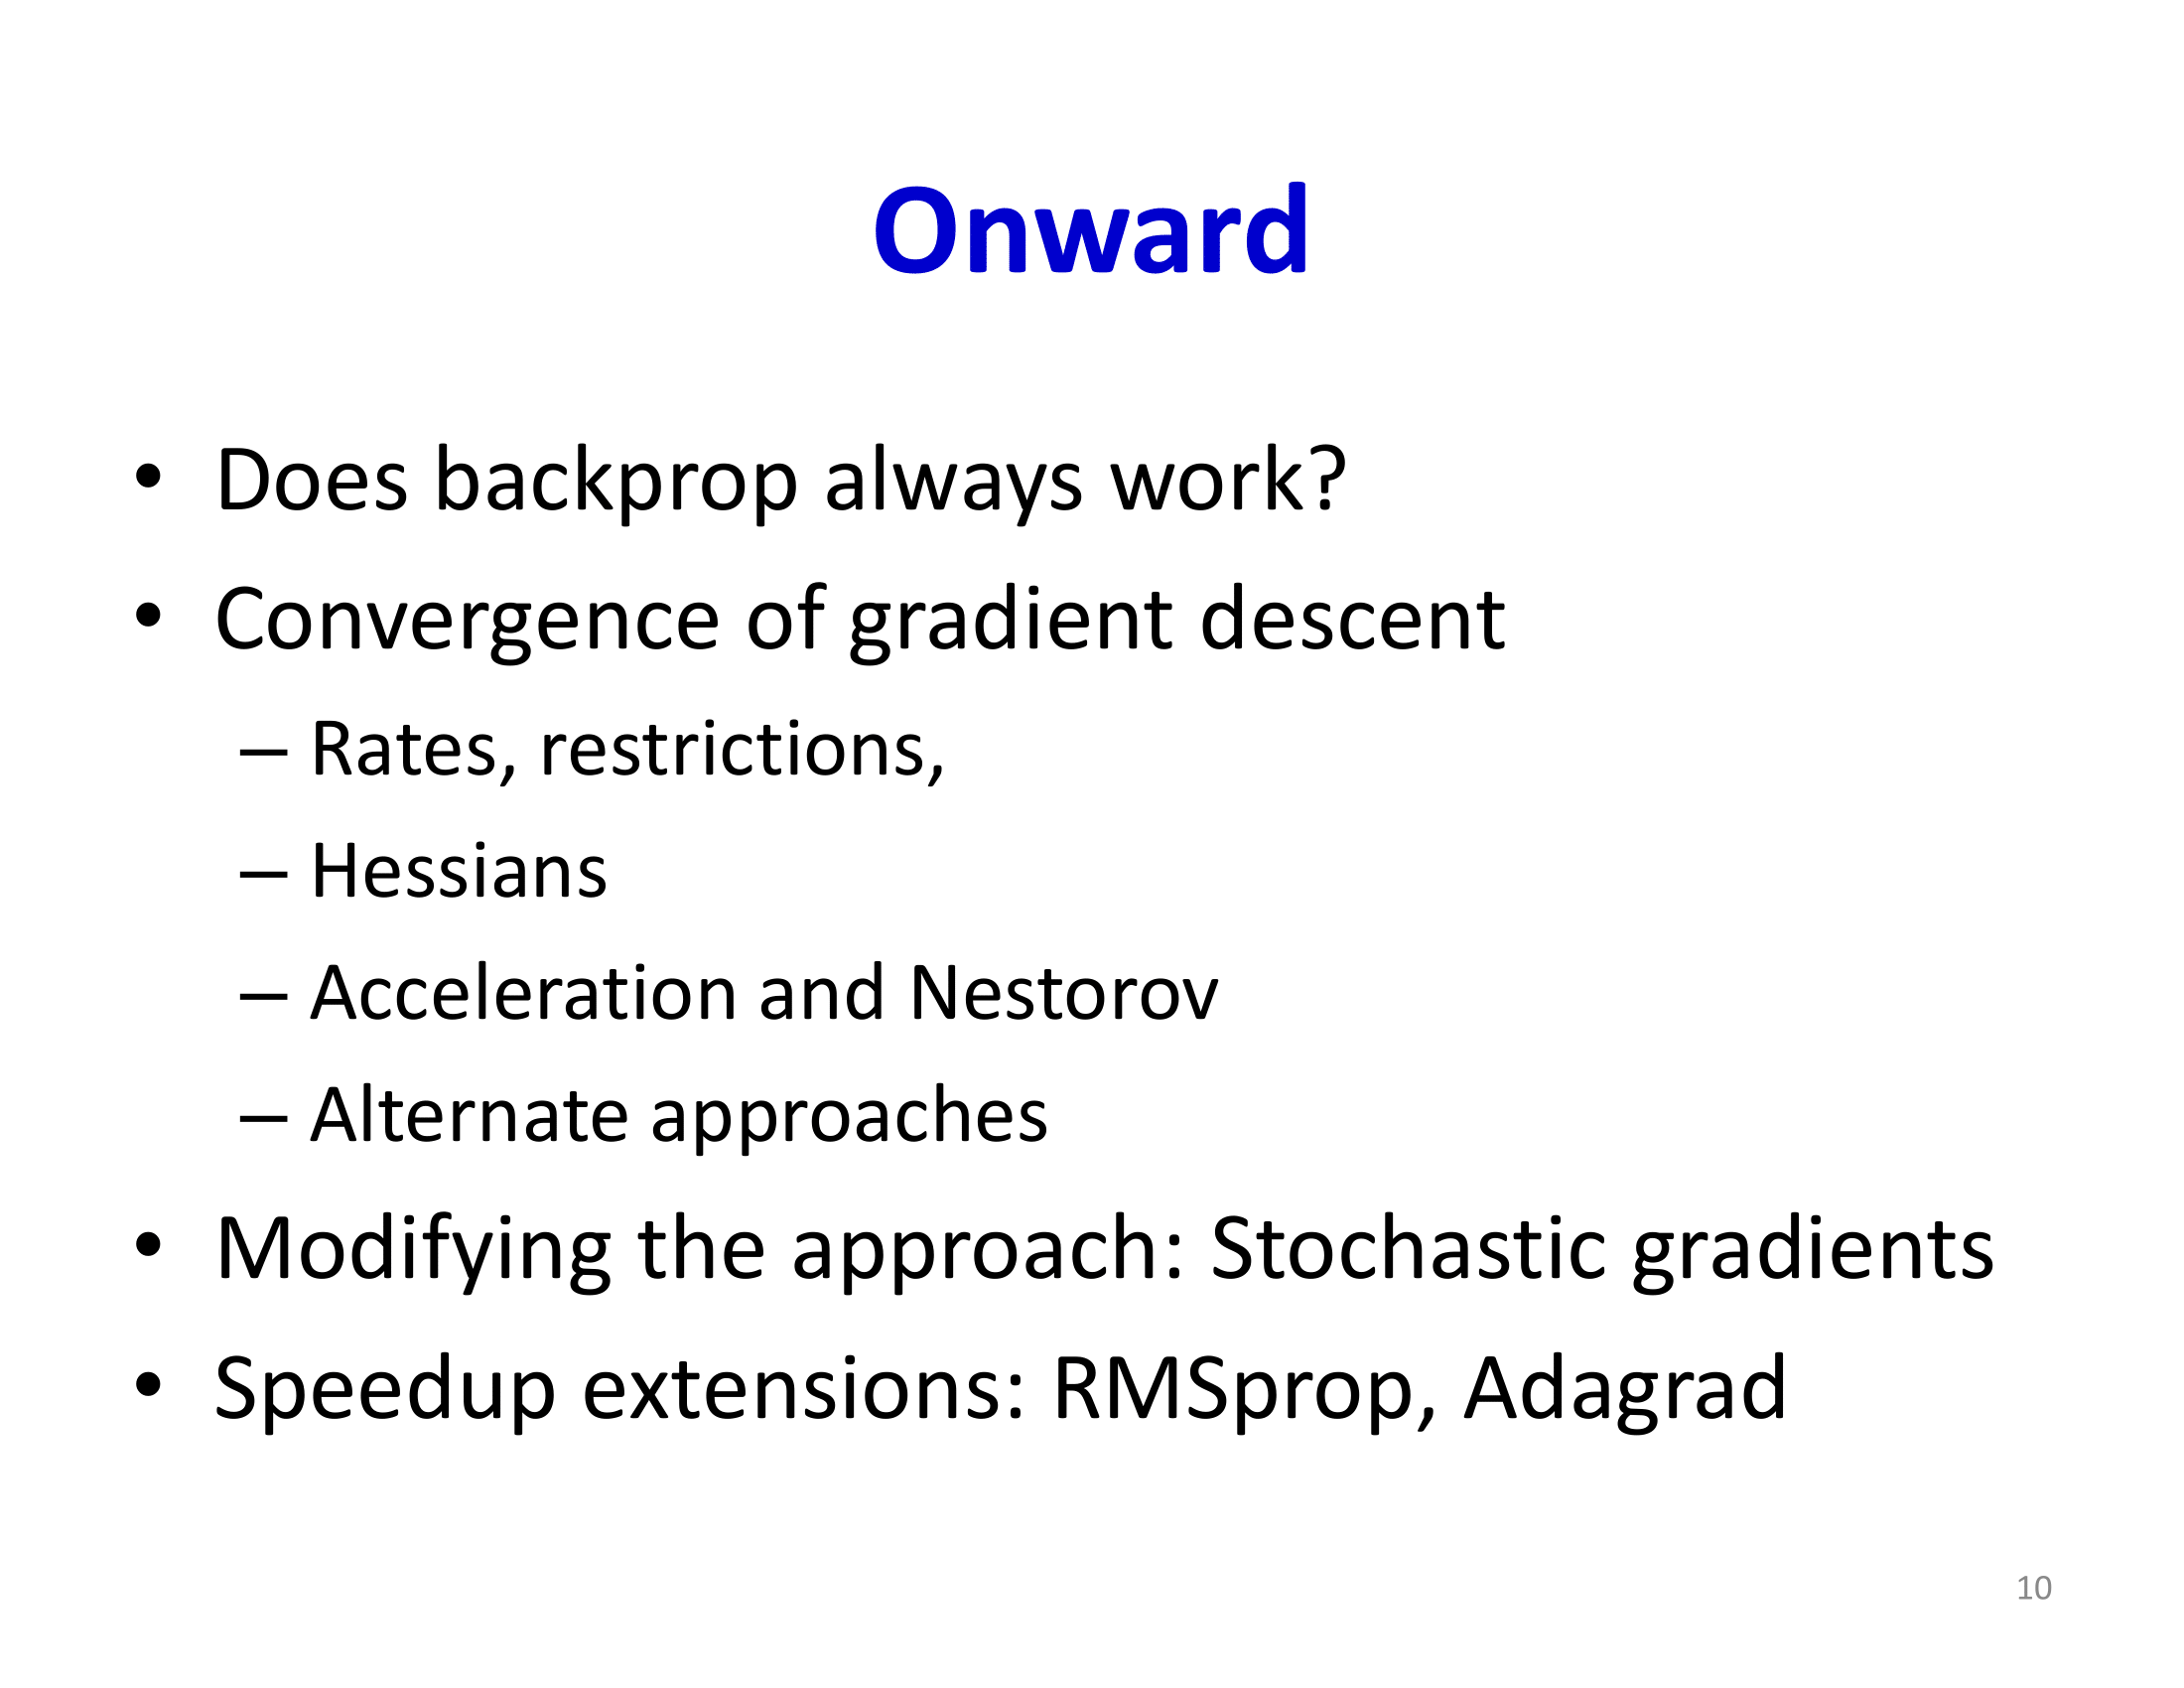 Onward
• Does backprop always work?
• Convergence of gradient descent
– Rates, restrictions,
– Hessians
– Acceleration and Nestorov
– Alternate approaches
• Modifying the approach: Stochastic gradients
• Speedup extensions: RMSprop, Adagrad
10